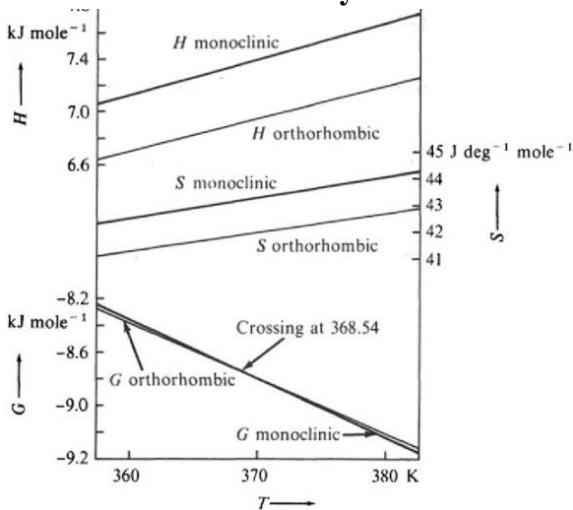 kJ mole⁻¹
7.4
7.0
6.6
H
H monoclinic
H orthorhombic
S monoclinic
S orthorhombic
45 J deg⁻¹ mole⁻¹
44
43
42
41
S
-8.2
kJ mole⁻¹
-8.6
-9.0
-9.2
G
Crossing at 368.54
G orthorhombic
G monoclinic
360
370
380 K
T